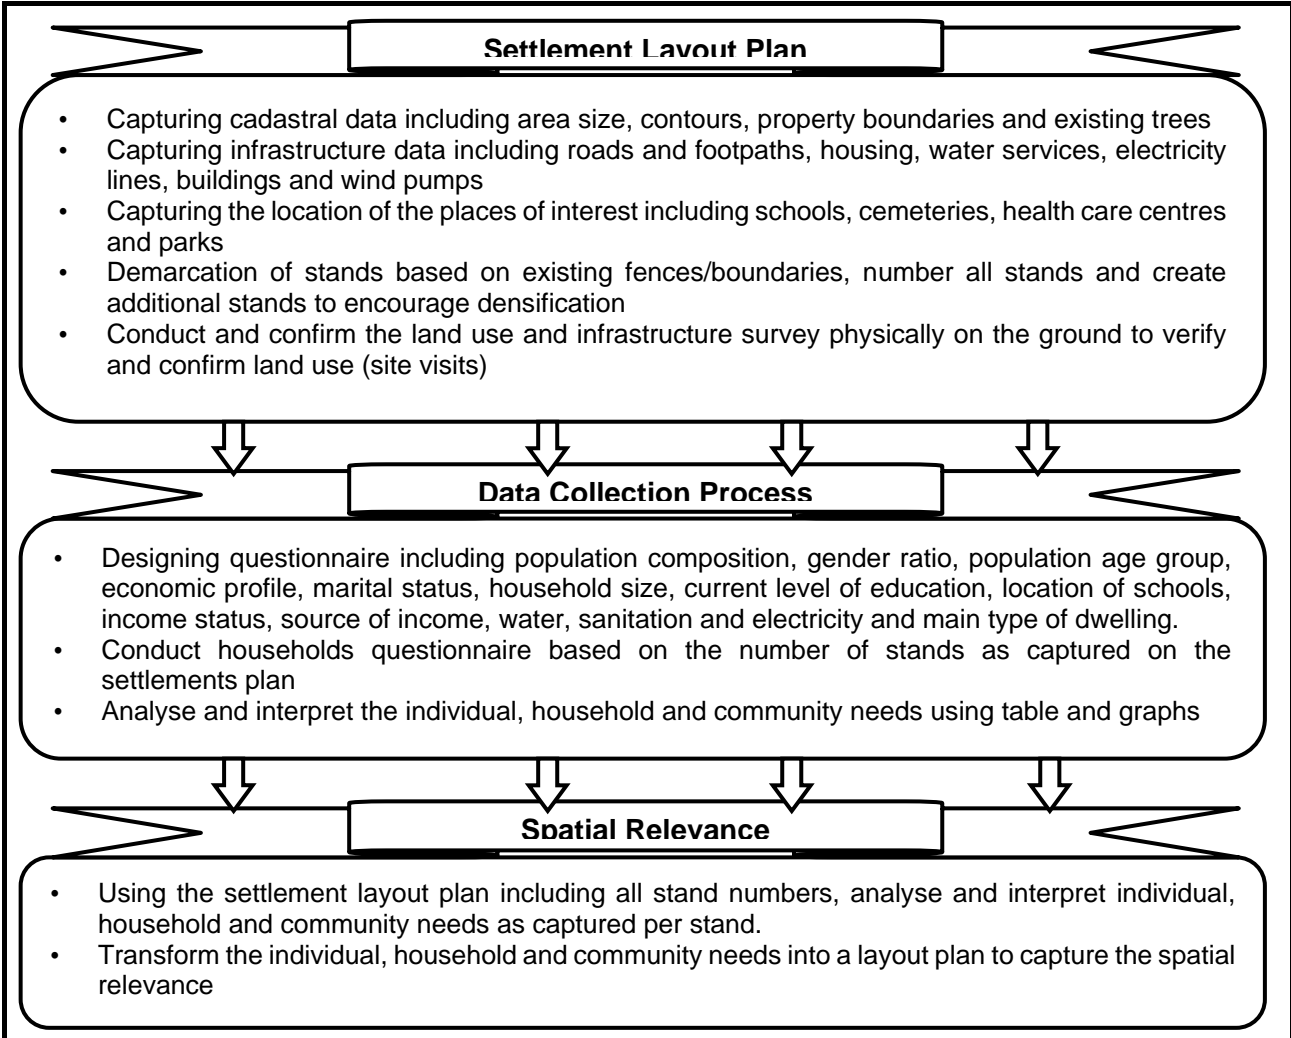 Settlement Layout Plan
• Capturing cadastral data including area size, contours, property boundaries and existing trees
• Capturing infrastructure data including roads and footpaths, housing, water services, electricity
lines, buildings and wind pumps
• Capturing the location of the places of interest including schools, cemeteries, health care centres
and parks
• Demarcation of stands based on existing fences/boundaries, number all stands and create
additional stands to encourage densification
• Conduct and confirm the land use and infrastructure survey physically on the ground to verify
and confirm land use (site visits)
Data Collection Process
• Designing questionnaire including population composition, gender ratio, population age group,
economic profile, marital status, household size, current level of education, location of schools,
income status, source of income, water, sanitation and electricity and main type of dwelling.
• Conduct households questionnaire based on the number of stands as captured on the
settlements plan
• Analyse and interpret the individual, household and community needs using table and graphs
Spatial Relevance
• Using the settlement layout plan including all stand numbers, analyse and interpret individual,
household and community needs as captured per stand.
• Transform the individual, household and community needs into a layout plan to capture the spatial
relevance